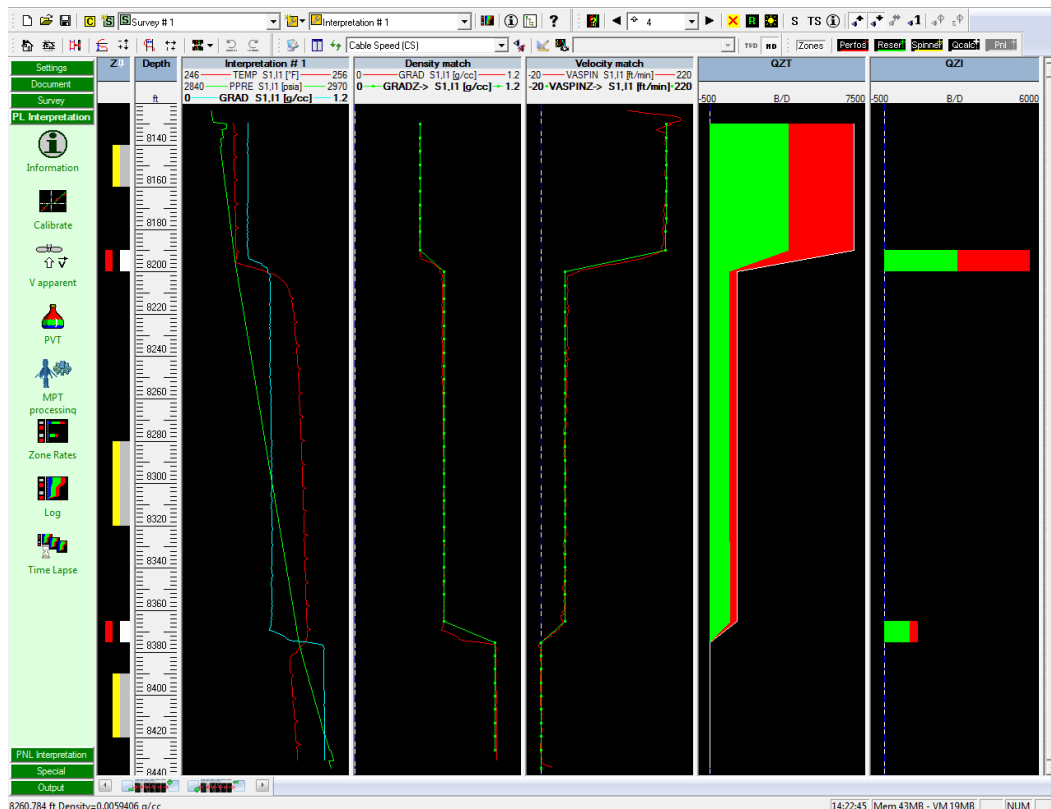 C S S Survey # 1 Interpretation # 1 ? ? 4 X R S TS 1
Cable Speed (CS) TVD MD Zones Perfos Reser Spinne Qcalc Pnl
Settings
Document
Survey
PL Interpretation
Information
Calibrate
V apparent
PVT
MPT
processing
Zone Rates
Log
Time Lapse
PNL Interpretation
Special
Output
Z Depth Interpretation # 1 Density match Velocity match QZT QZI
246 TEMP S1,I1 [°F] 256 0 GRAD S1,I1 [g/cc] 1.2 -20 VASPIN S1,I1 [ft/min] 220
2840 PPRE S1,I1 [psia] 2970 0 GRADZ-> S1,I1 [g/cc] 1.2 -20 VASPINZ-> S1,I1 [ft/min] 220
ft 0 GRAD S1,I1 [g/cc] 1.2 -500 B/D 7500 -500 B/D 6000
8140
8160
8180
8200
8220
8240
8260
8280
8300
8320
8340
8360
8380
8400
8420
8440
8260.784 ft Density=0.0059406 g/cc 14:22:45 Mem 43MB - VM 19MB NUM